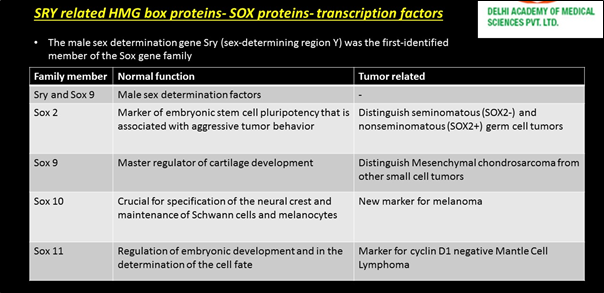 SRY related HMG box proteins- SOX proteins- transcription factors
DELHI ACADEMY OF MEDICAL
SCIENCES PVT. LTD.
• The male sex determination gene Sry (sex-determining region Y) was the first-identified
member of the Sox gene family
Family member Normal function Tumor related
Sry and Sox 9 Male sex determination factors -
Sox 2 Marker of embryonic stem cell pluripotency that is Distinguish seminomatous (SOX2-) and
associated with aggressive tumor behavior nonseminomatous (SOX2+) germ cell tumors
Sox 9 Master regulator of cartilage development Distinguish Mesenchymal chondrosarcoma from
other small cell tumors
Sox 10 Crucial for specification of the neural crest and New marker for melanoma
maintenance of Schwann cells and melanocytes
Sox 11 Regulation of embryonic development and in the Marker for cyclin D1 negative Mantle Cell
determination of the cell fate Lymphoma